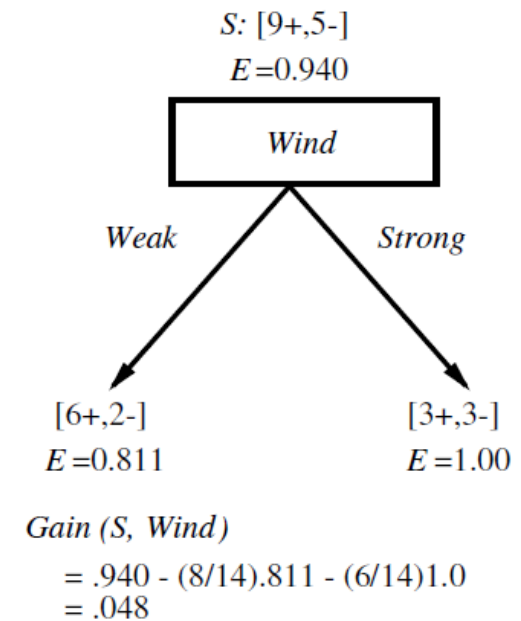 S: [9+,5-]
E =0.940
Wind
Weak
Strong
[6+,2-]
[3+,3-]
E =0.811
E =1.00
Gain (S, Wind)
= .940 - (8/14).811 - (6/14)1.0
= .048